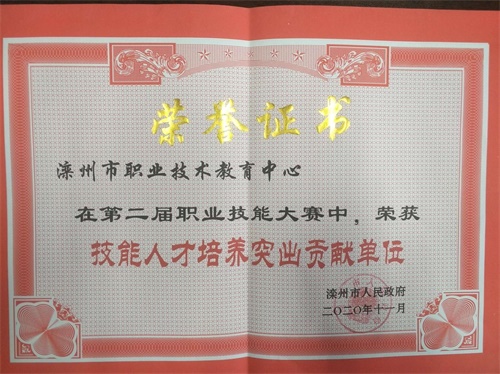 荣誉证书
滦州市职业技术教育中心
在第二届职业技能大赛中，荣获
技能人才培养突出贡献单位
滦州市人民政府
二〇二〇年十一月